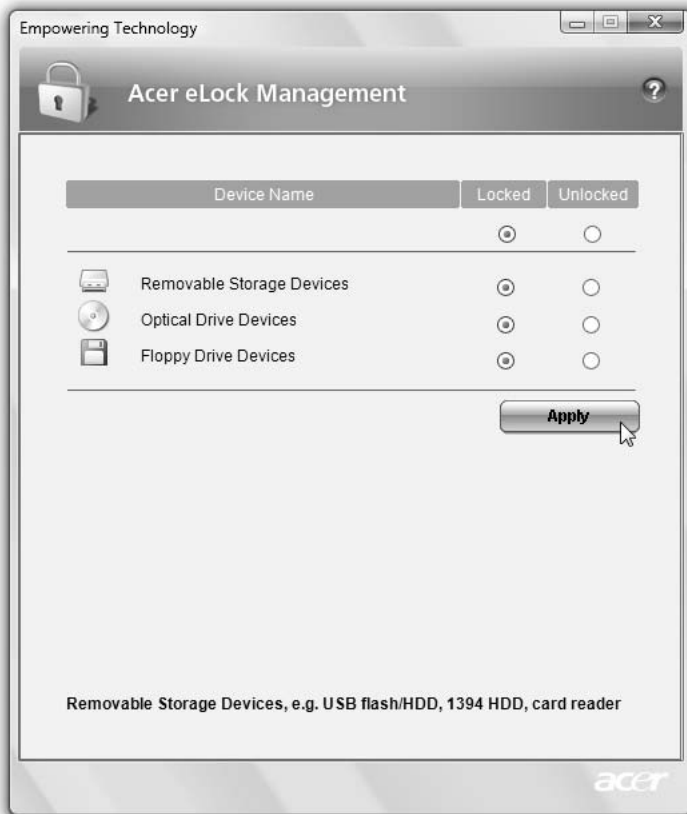 Empowering Technology
Acer eLock Management
?
Device Name Locked Unlocked
Removable Storage Devices
Optical Drive Devices
Floppy Drive Devices
Apply
Removable Storage Devices, e.g. USB flash/HDD, 1394 HDD, card reader
acer